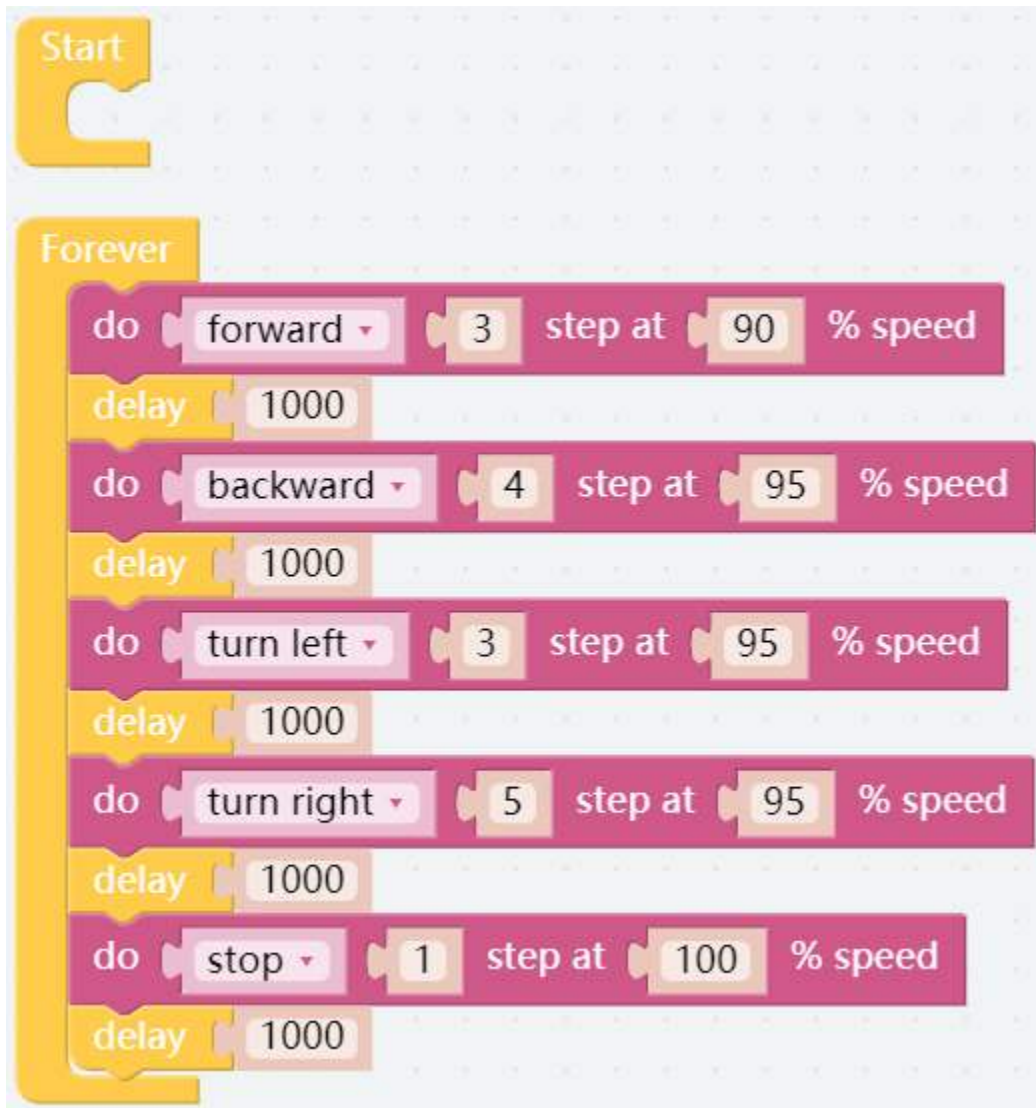 Start
Forever
do forward 3 step at 90 % speed
delay 1000
do backward 4 step at 95 % speed
delay 1000
do turn left 3 step at 95 % speed
delay 1000
do turn right 5 step at 95 % speed
delay 1000
do stop 1 step at 100 % speed
delay 1000